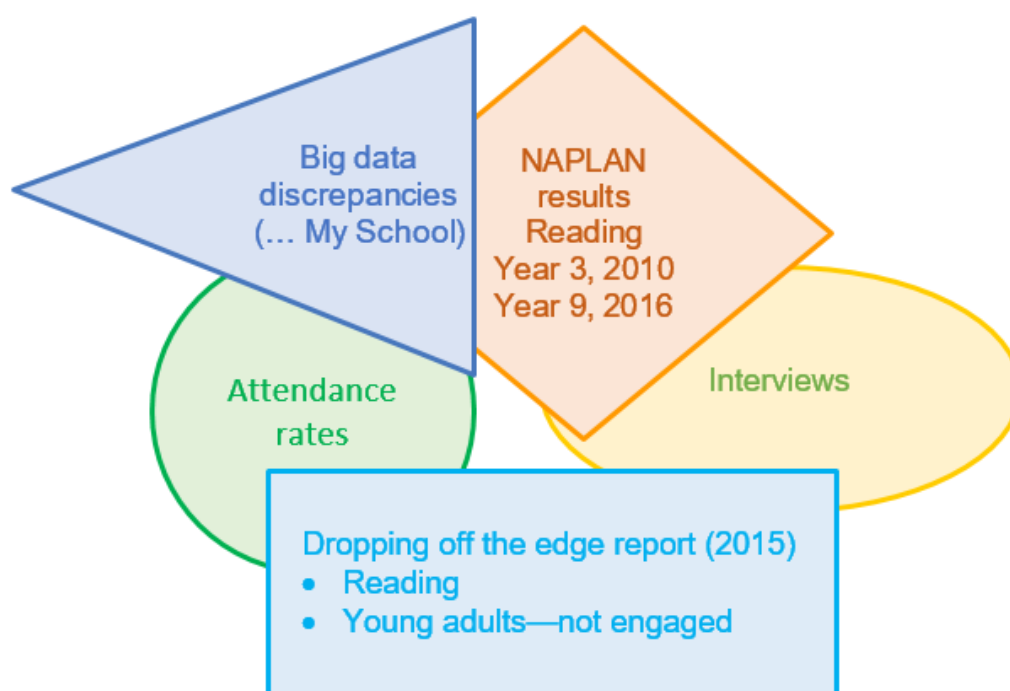 Big data
discrepancies
(... My School)
NAPLAN
results
Reading
Year 3, 2010
Year 9, 2016
Attendance
rates
Interviews
Dropping off the edge report (2015)
• Reading
• Young adults—not engaged